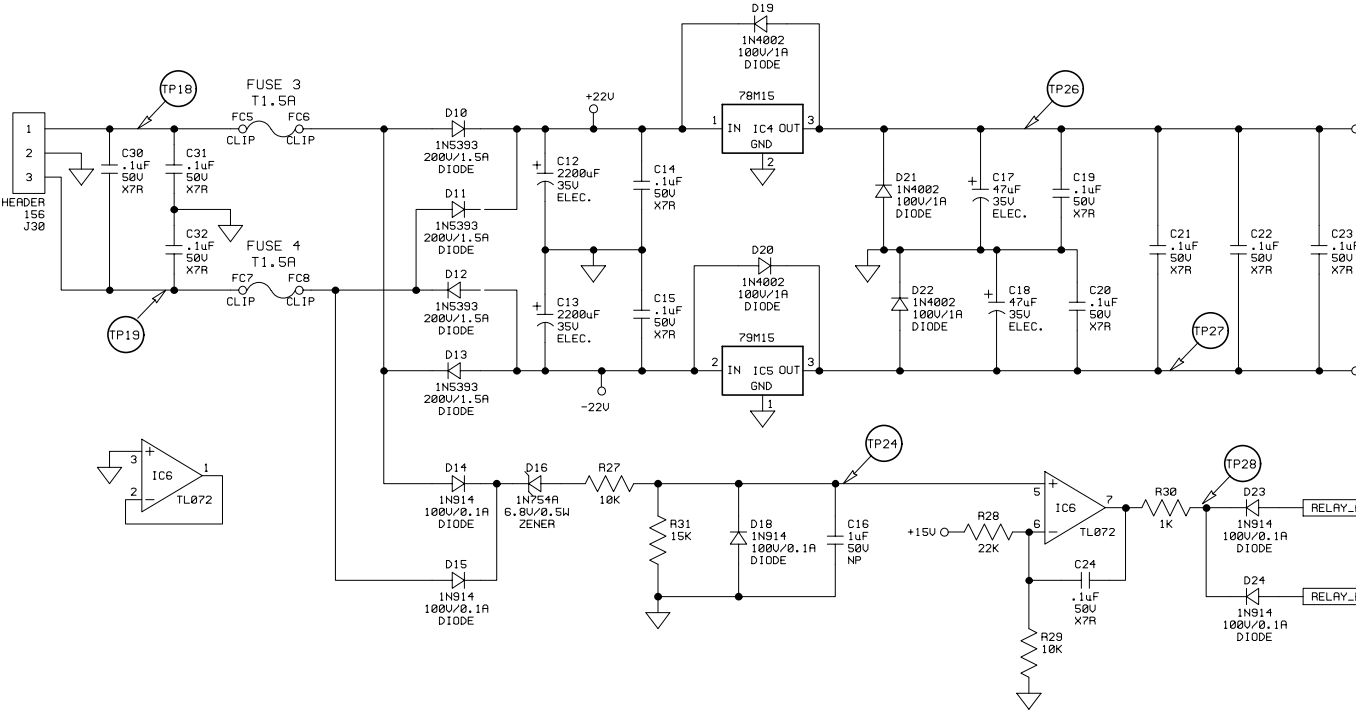 D19
1N4002
100V/1A
DIODE
TP18
FUSE 3
T1.5A
FC5
FC6
CLIP
CLIP
1
2
3
HEADER
156
J30
C30
.1uF
50V
X7R
C31
.1uF
50V
X7R
C32
.1uF
50V
X7R
FUSE 4
T1.5A
FC7
FC8
CLIP
CLIP
TP19
D10
1N5393
200V/1.5A
DIODE
D11
1N5393
200V/1.5A
DIODE
D12
1N5393
200V/1.5A
DIODE
D13
1N5393
200V/1.5A
DIODE
+22V
+
C12
2200uF
35V
ELEC.
C14
.1uF
50V
X7R
+
C13
2200uF
35V
ELEC.
C15
.1uF
50V
X7R
-22V
78M15
1
IN IC4 OUT
3
GND
2
D20
1N4002
100V/1A
DIODE
79M15
2
IN IC5 OUT
3
GND
1
TP26
D21
1N4002
100V/1A
DIODE
+
C17
47uF
35V
ELEC.
C19
.1uF
50V
X7R
D22
1N4002
100V/1A
DIODE
+
C18
47uF
35V
ELEC.
C20
.1uF
50V
X7R
C21
.1uF
50V
X7R
C22
.1uF
50V
X7R
C23
.1uF
50V
X7R
TP27
3
+
IC6
1
2
-
TL072
D14
1N914
100V/0.1A
DIODE
D16
1N754A
6.8V/0.5W
ZENER
R27
10K
D15
1N914
100V/0.1A
DIODE
R31
15K
D18
1N914
100V/0.1A
DIODE
C16
1uF
50V
NP
TP24
+15V
R28
22K
+
5
IC6
7
6
-
TL072
C24
.1uF
50V
X7R
R29
10K
R30
1K
TP28
D23
1N914
100V/0.1A
DIODE
RELAY_
D24
1N914
100V/0.1A
DIODE
RELAY_